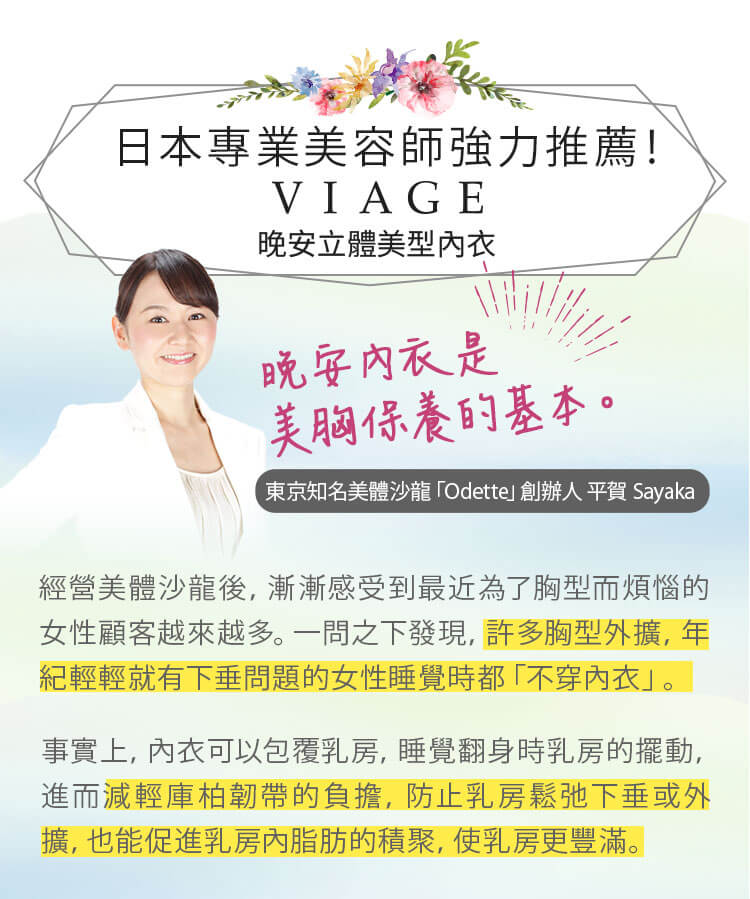 日本專業美容師強力推薦!
VIAGE
晚安立體美型內衣
晚安內衣是
美胸保養的基本。
東京知名美體沙龍「Odette」創辦人 平賀 Sayaka
經營美體沙龍後, 漸漸感受到最近為了胸型而煩惱的
女性顧客越來越多。一問之下發現, 許多胸型外擴, 年
紀輕輕就有下垂問題的女性睡覺時都「不穿內衣」。
事實上, 內衣可以包覆乳房, 睡覺翻身時乳房的擺動,
進而減輕庫柏韌帶的負擔, 防止乳房鬆弛下垂或外
擴, 也能促進乳房內脂肪的積聚, 使乳房更豐滿。